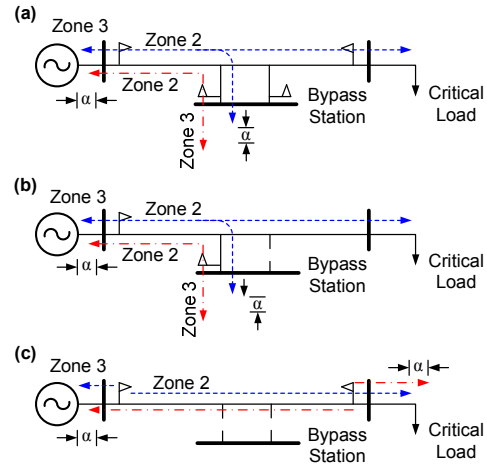 (a)
Zone 3
Zone 2
Zone 2
α
Zone 3
α
Bypass
Station
Critical
Load
(b)
Zone 3
Zone 2
Zone 2
α
Zone 3
α
Bypass
Station
Critical
Load
(c)
Zone 3
Zone 2
α
α
Bypass
Station
Critical
Load